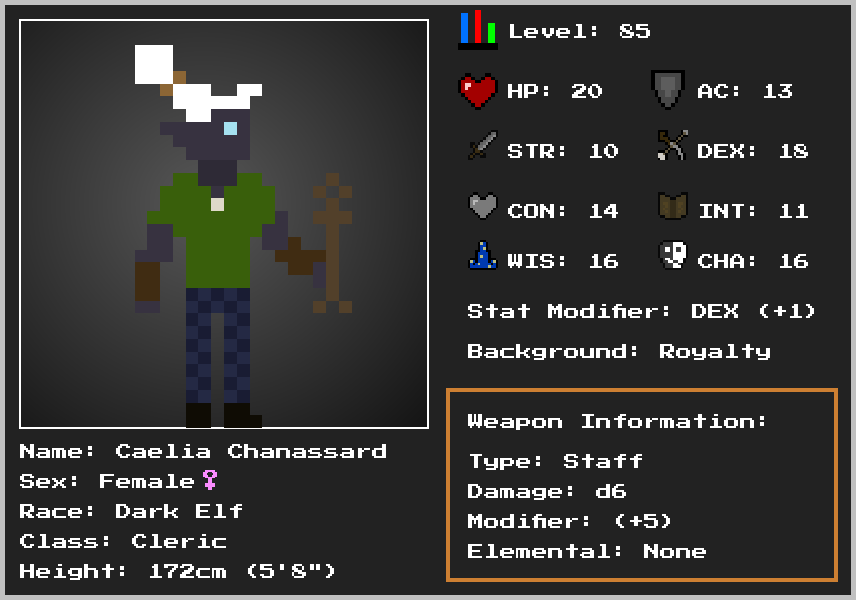 Level: 85
HP: 20 AC: 13
STR: 10 DEX: 18
CON: 14 INT: 11
WIS: 16 CHA: 16
Stat Modifier: DEX (+1)
Background: Royalty
Weapon Information:
Type: Staff
Damage: d6
Modifier: (+5)
Elemental: None
Name: Caelia Chanassard
Sex: Female♀
Race: Dark Elf
Class: Cleric
Height: 172cm (5'8")